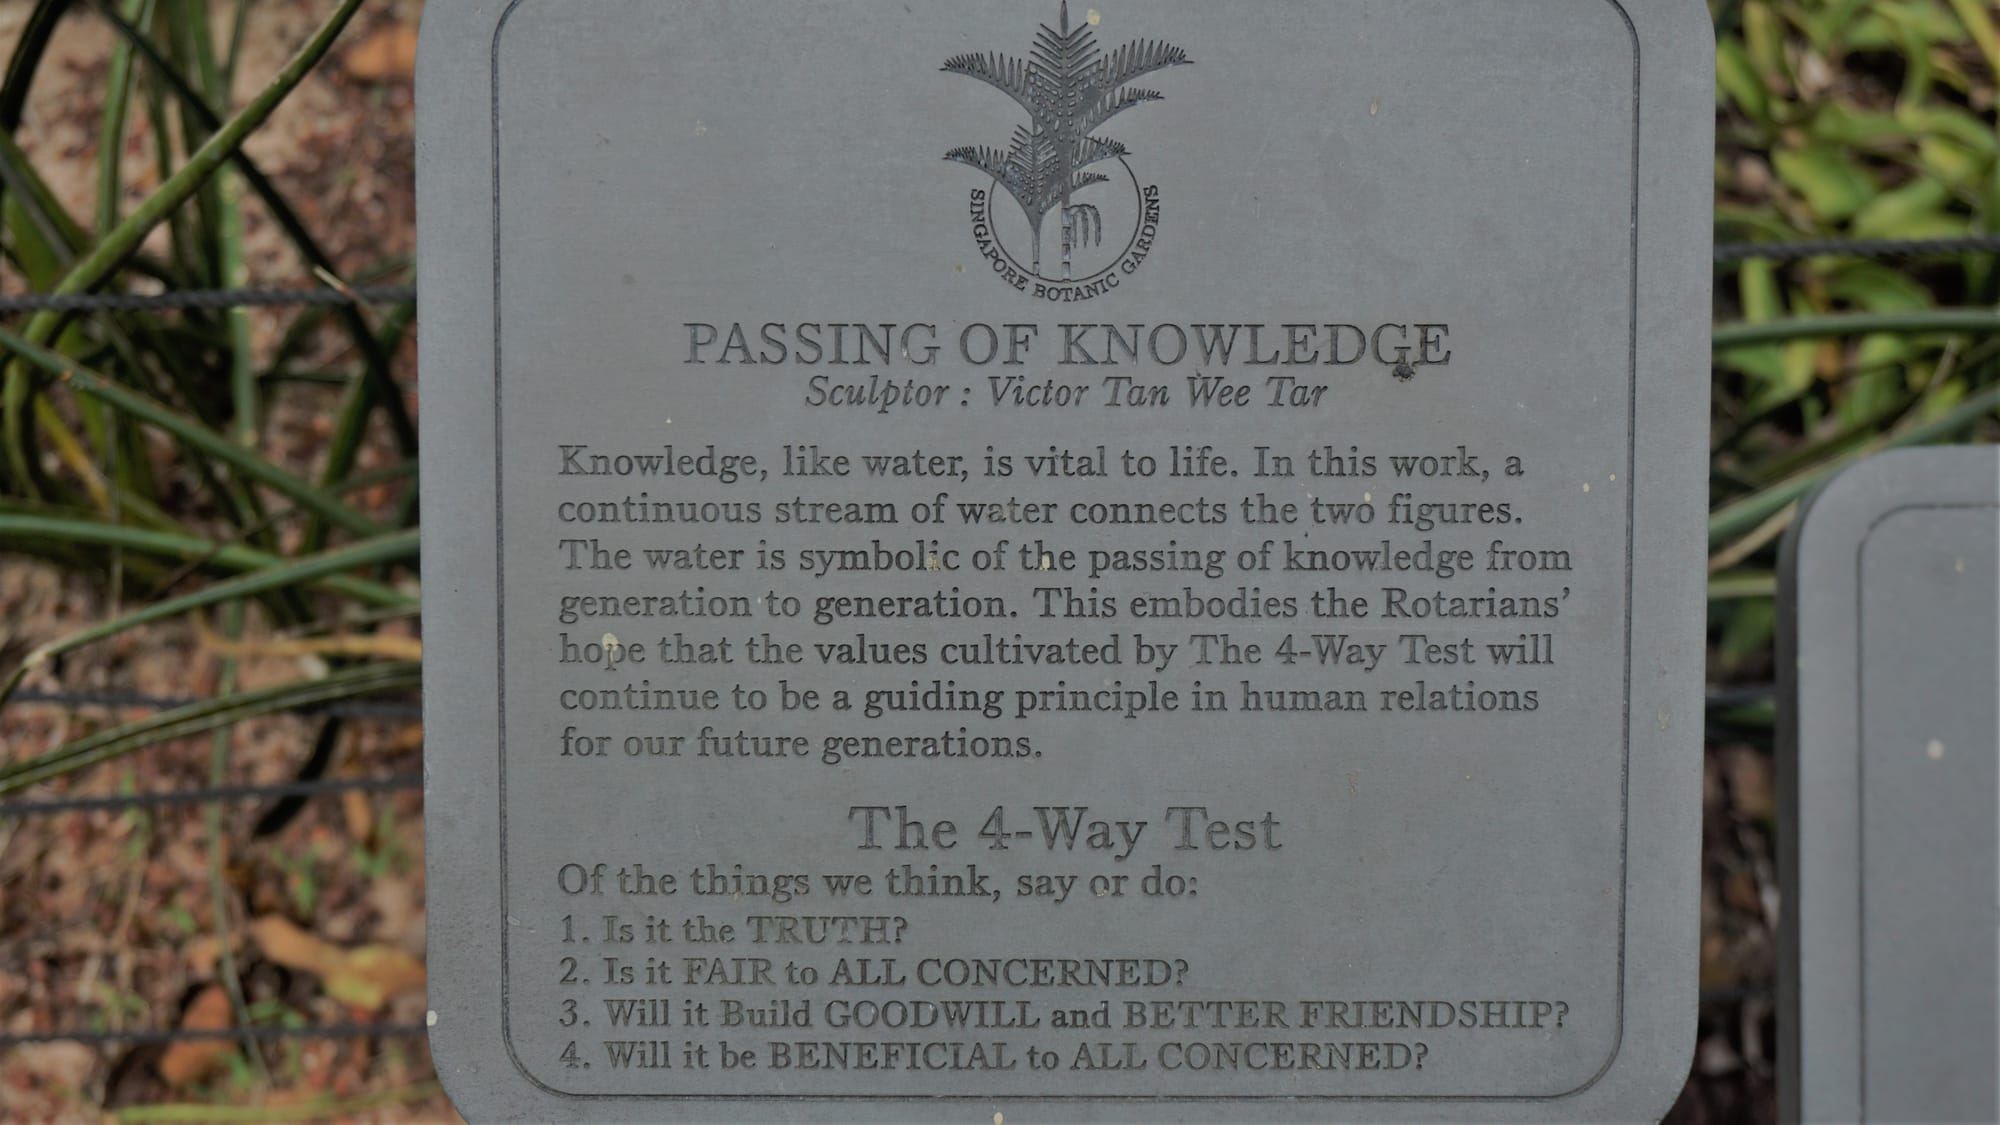 SINGAPORE BOTANIC GARDENS
PASSING OF KNOWLEDGE
Sculptor : Victor Tan Wee Tar
Knowledge, like water, is vital to life. In this work, a
continuous stream of water connects the two figures.
The water is symbolic of the passing of knowledge from
generation to generation. This embodies the Rotarians’
hope that the values cultivated by The 4-Way Test will
continue to be a guiding principle in human relations
for our future generations.
The 4-Way Test
Of the things we think, say or do:
1. Is it the TRUTH?
2. Is it FAIR to ALL CONCERNED?
3. Will it Build GOODWILL and BETTER FRIENDSHIP?
4. Will it be BENEFICIAL to ALL CONCERNED?